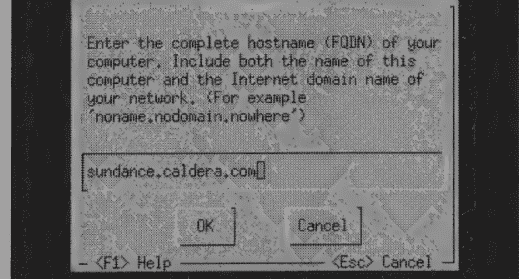 Enter the complete hostname (FQDN) of your
computer. Include both the name of this
computer and the Internet domain name of
your network. (For example
'noname.nodomain.nowhere')
sundance.caldera.com
OK Cancel
<F1> Help <Esc> Cancel